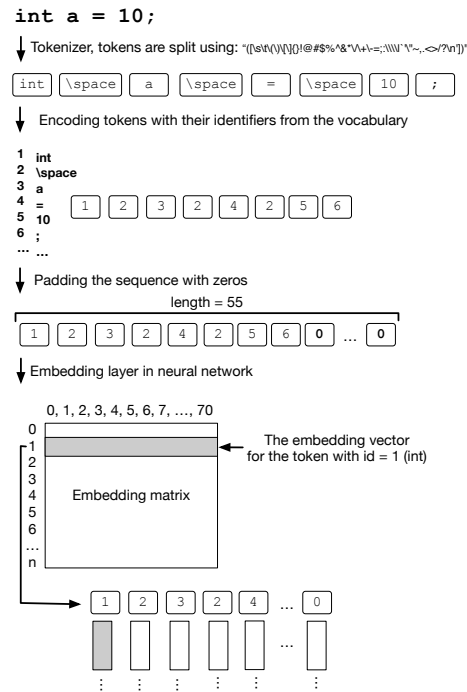 int a = 10;
Tokenizer, tokens are split using: "([\s\t\(\)\[\]{}!@#$%^&*\/\+\-=;:\\\\|`\"~,.<>/?\n'])"
int \space a \space = \space 10 ;
Encoding tokens with their identifiers from the vocabulary
1 int
2 \space
3 a
4 =
5 10
6 ;
... ...
1 2 3 2 4 2 5 6
Padding the sequence with zeros
length = 55
1 2 3 2 4 2 5 6 0 ... 0
Embedding layer in neural network
0, 1, 2, 3, 4, 5, 6, 7, ..., 70
0
1
2
3
4
5
6
...
n
The embedding vector
for the token with id = 1 (int)
Embedding matrix
1 2 3 2 4 ... 0
...
⋮ ⋮ ⋮ ⋮ ⋮ ⋮